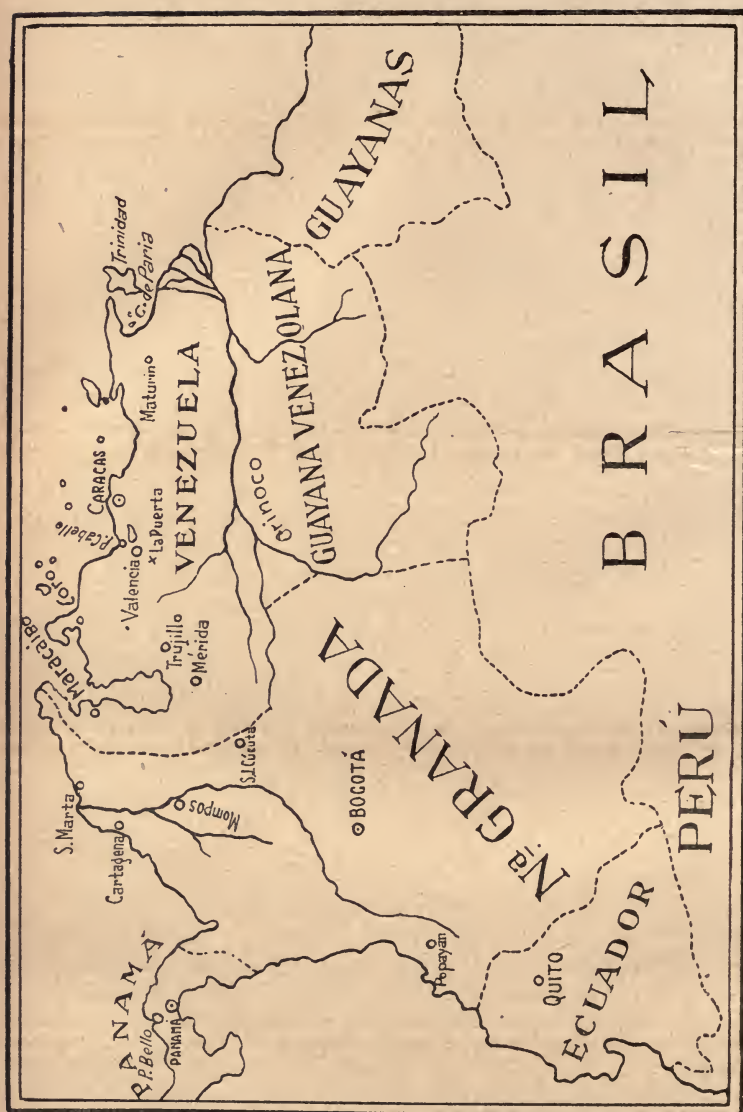 PANAMÁ
P. Bello
PANAMÁ
S. Marta
Cartagena
Mompos
Maracaibo
Coro
P. Cabello
Valencia
La Puerta
Trujillo
Mérida
S.J. Cúcuta
CARACAS
Maturin
VENEZUELA
Trinidad
G. de Paria
Orinoco
GUAYANA VENEZOLANA
GUAYANAS
BOGOTÁ
Nª. GRANADA
Popayan
QUITO
ECUADOR
PERÚ
BRASIL